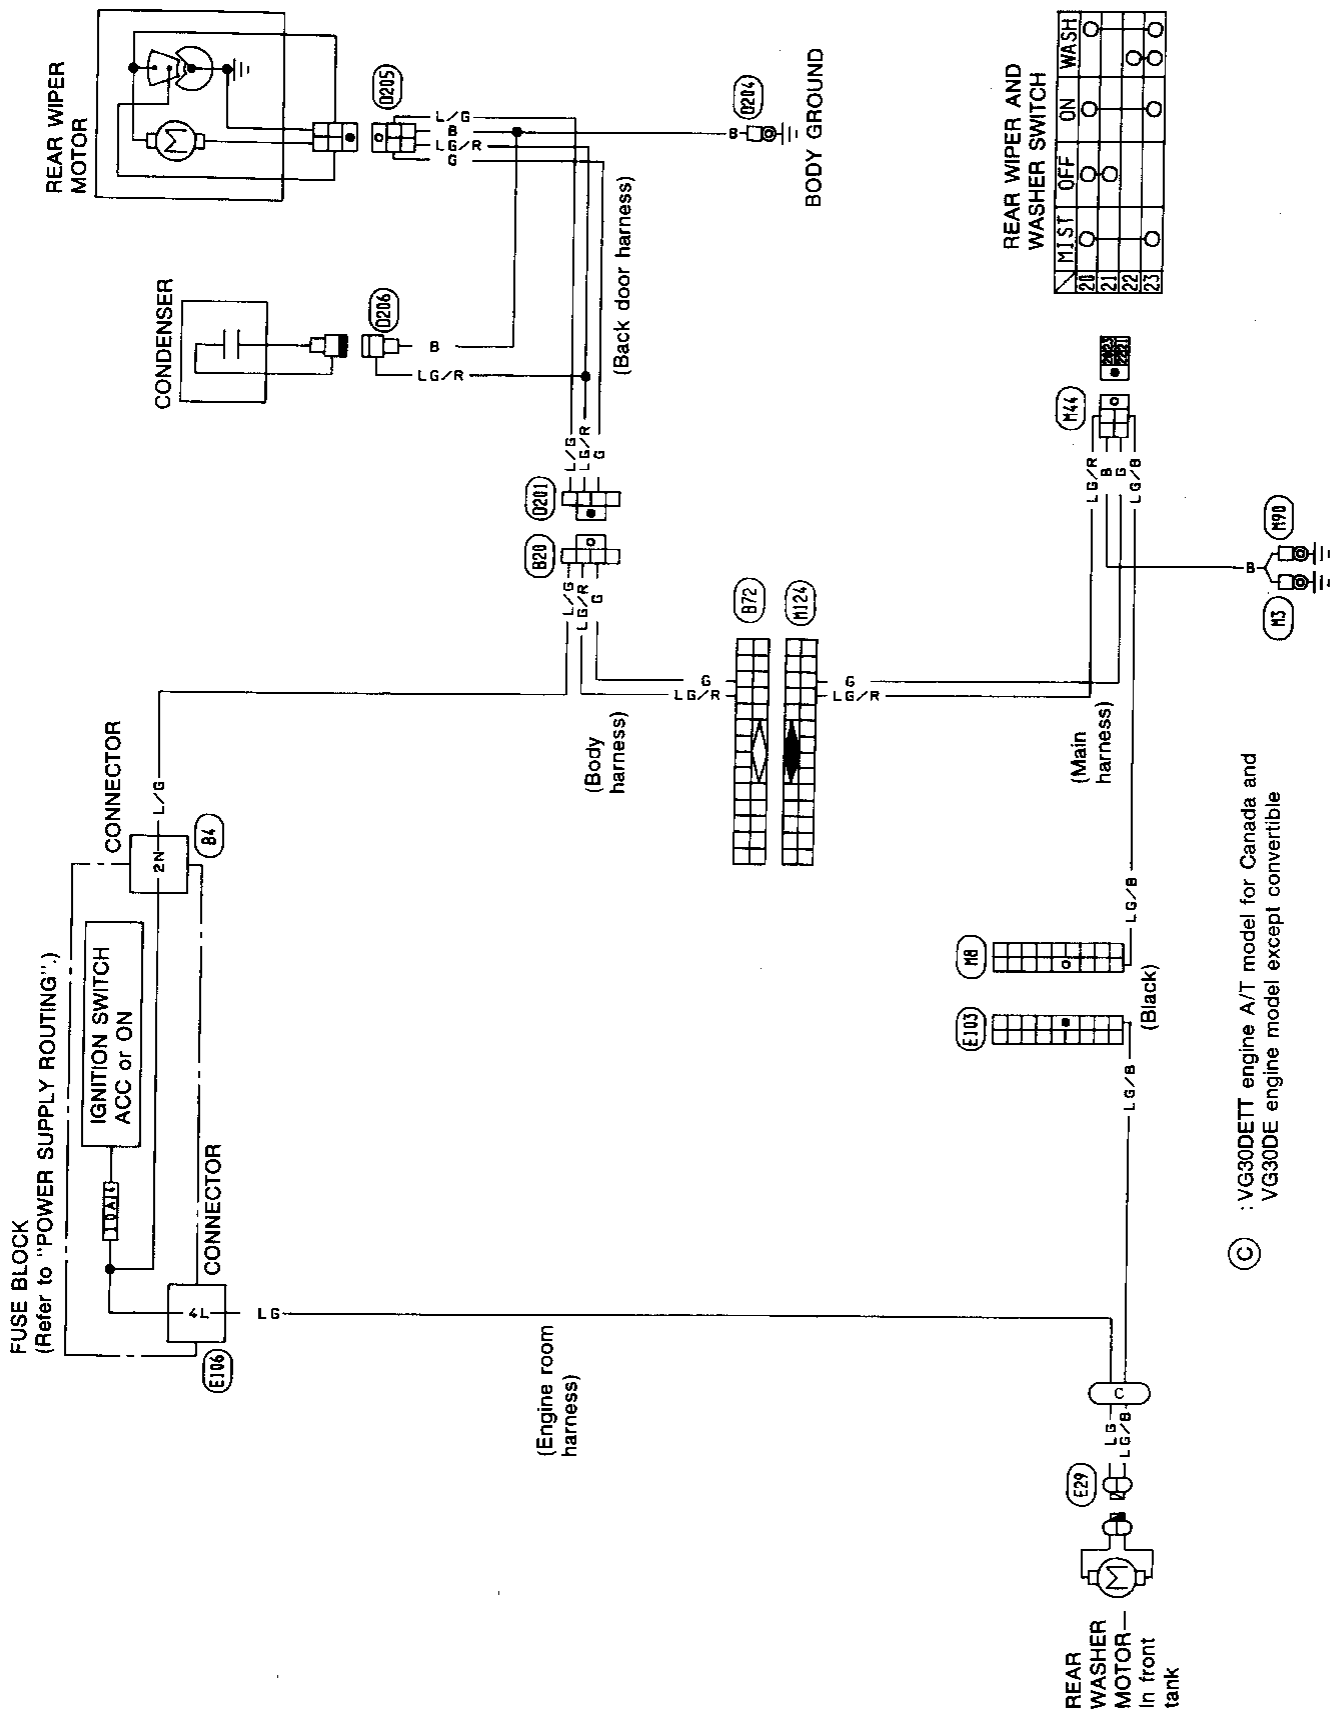 FUSE BLOCK
(Refer to "POWER SUPPLY ROUTING".)
IGNITION SWITCH
ACC or ON
10A
CONNECTOR
2N
B4
L/G
CONNECTOR
4L
E106
LG
(Engine room
harness)
REAR WIPER
MOTOR
M
D205
L/G
B
LG/R
G
CONDENSER
D206
B
LG/R
B
D204
BODY GROUND
(Back door harness)
L/G
LG/R
G
D201
B20
L/G
LG/R
G
(Body
harness)
G
LG/R
B72
M124
G
LG/R
(Main
harness)
REAR WIPER AND
WASHER SWITCH
MIST OFF ON WASH
20
21
22
23
M44
LG/R
B
G
LG/B
B
M90
M3
LG/B
M8
E103
(Black)
LG/B
C
LG
LG/B
E29
M
REAR
WASHER
MOTOR—
In front
tank
C : VG30DETT engine A/T model for Canada and
VG30DE engine model except convertible